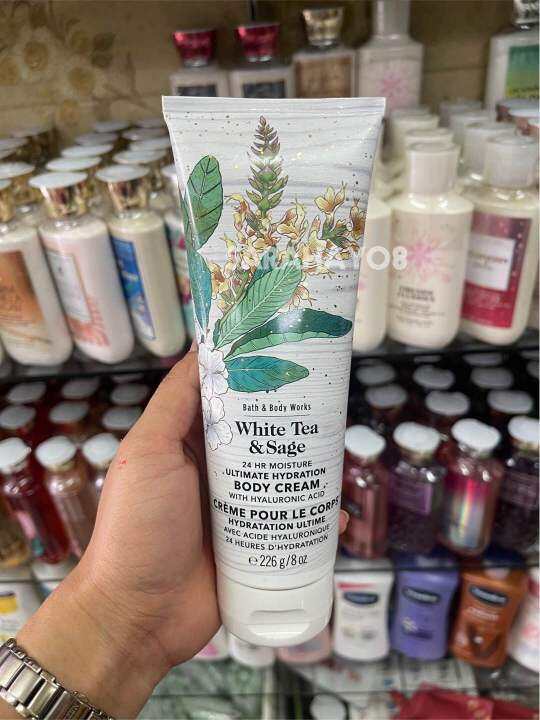 Bath & Body Works
White Tea
& Sage
24 HR MOISTURE
ULTIMATE HYDRATION
BODY CREAM
WITH HYALURONIC ACID
CRÈME POUR LE CORPS
HYDRATATION ULTIME
AVEC ACIDE HYALURONIQUE
24 HEURES D'HYDRATATION
℮ 226 g / 8 oz